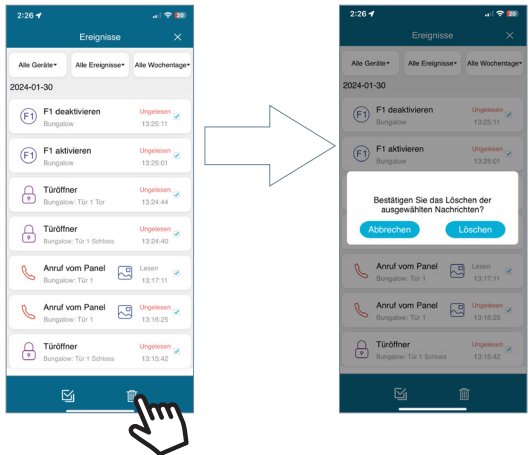 2:26
20
Ereignisse
Alle Geräte
Alle Ereignisse
Alle Wochentage
2024-01-30
F1
F1 deaktivieren
Ungelesen
Bungalow
13:25:11
F1
F1 aktivieren
Ungelesen
Bungalow
13:25:01
Türöffner
Ungelesen
Bungalow: Tür 1 Tor
13:24:44
Türöffner
Ungelesen
Bungalow: Tür 1 Schloss
13:24:40
Anruf vom Panel
Lesen
Bungalow: Tür 1
13:17:11
Anruf vom Panel
Ungelesen
Bungalow: Tür 1
13:16:25
Türöffner
Ungelesen
Bungalow: Tür 1 Schloss
13:15:42
2:26
20
Ereignisse
Alle Geräte
Alle Ereignisse
Alle Wochentage
2024-01-30
F1
F1 deaktivieren
Ungelesen
Bungalow
13:25:11
F1
F1 aktivieren
Ungelesen
Bungalow
13:25:01
Bestätigen Sie das Löschen der
ausgewählten Nachrichten?
Abbrechen
Löschen
Anruf vom Panel
Lesen
Bungalow: Tür 1
13:17:11
Anruf vom Panel
Ungelesen
Bungalow: Tür 1
13:16:25
Türöffner
Ungelesen
Bungalow: Tür 1 Schloss
13:15:42